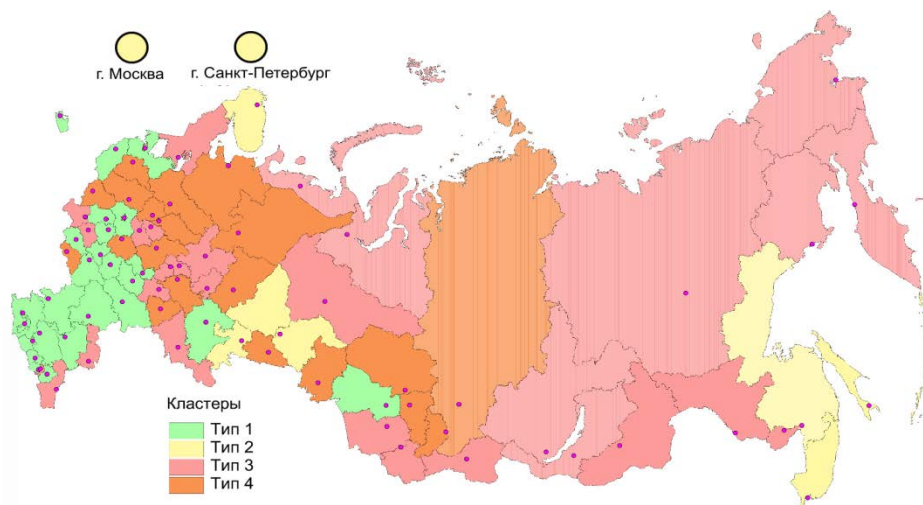 г. Москва
г. Санкт-Петербург
Кластеры
Тип 1
Тип 2
Тип 3
Тип 4